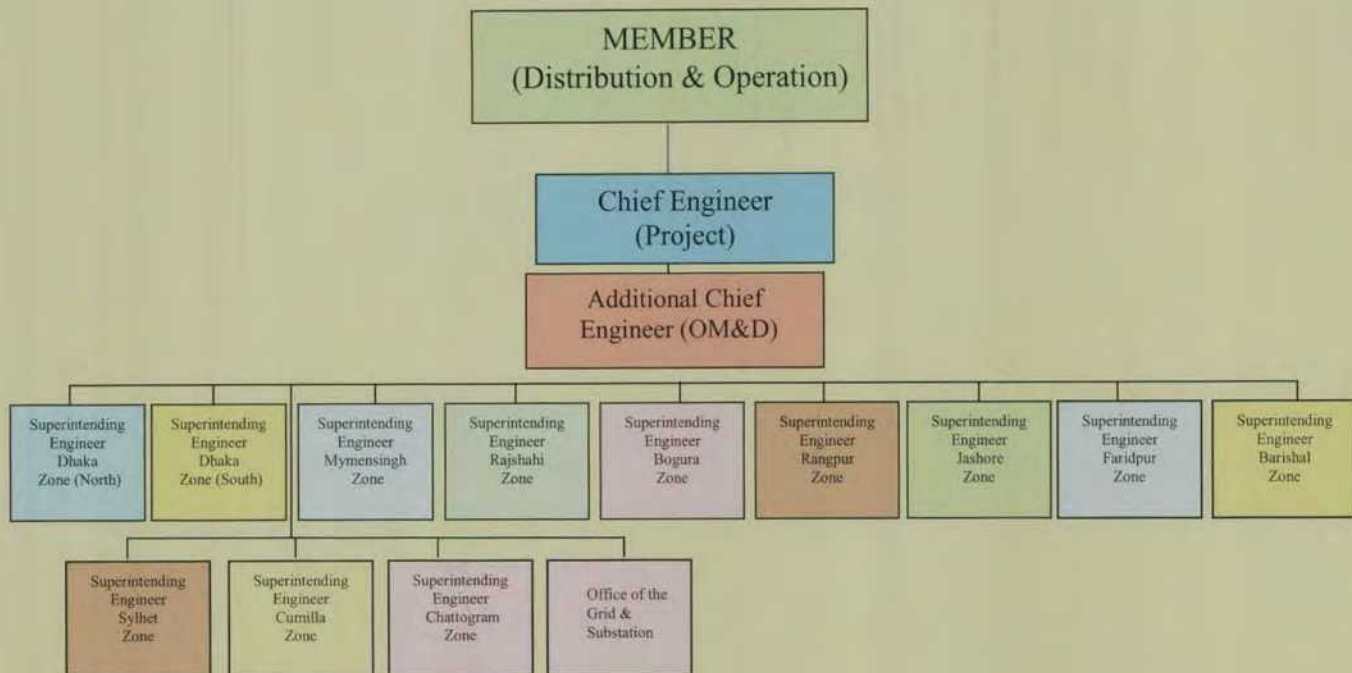 MEMBER
(Distribution & Operation)
Chief Engineer
(Project)
Additional Chief
Engineer (OM&D)
Superintending
Engineer
Dhaka
Zone (North)
Superintending
Engineer
Dhaka
Zone (South)
Superintending
Engineer
Mymensingh
Zone
Superintending
Engineer
Rajshahi
Zone
Superintending
Engineer
Bogura
Zone
Superintending
Engineer
Rangpur
Zone
Superintending
Engineer
Jashore
Zone
Superintending
Engineer
Faridpur
Zone
Superintending
Engineer
Barishal
Zone
Superintending
Engineer
Sylhet
Zone
Superintending
Engineer
Cumilla
Zone
Superintending
Engineer
Chattogram
Zone
Office of the
Grid &
Substation